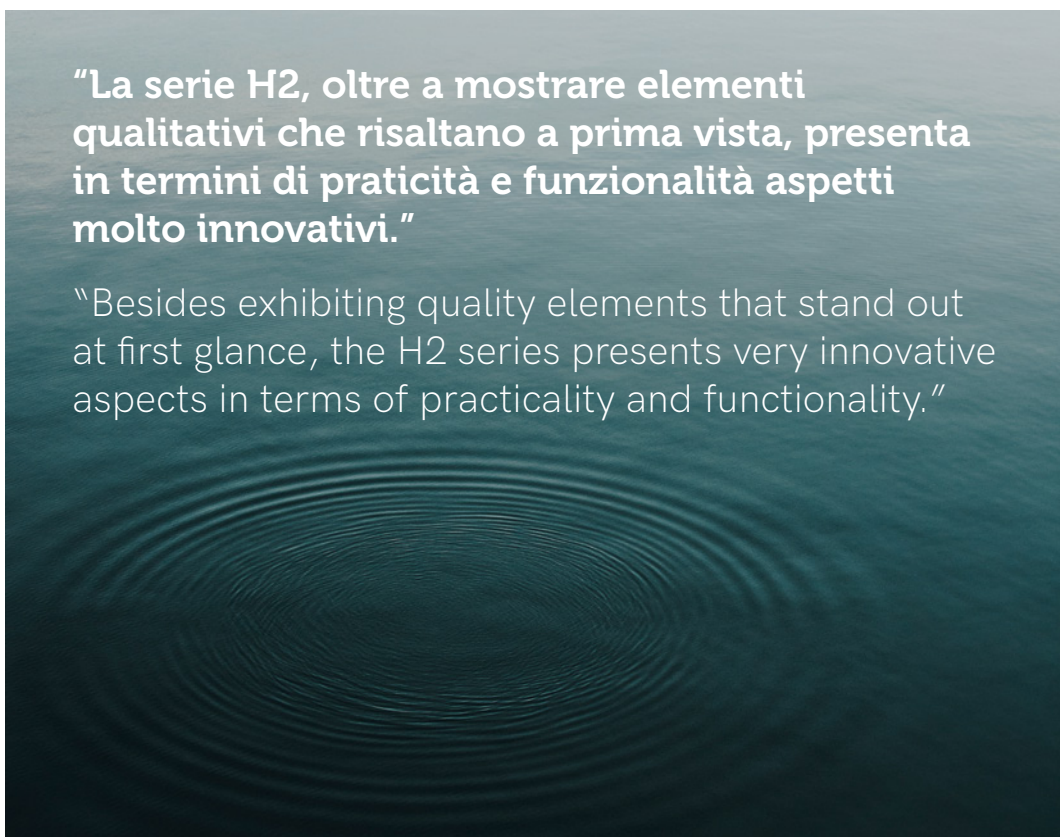 “La serie H2, oltre a mostrare elementi
qualitativi che risaltano a prima vista, presenta
in termini di praticità e funzionalità aspetti
molto innovativi.”
“Besides exhibiting quality elements that stand out
at first glance, the H2 series presents very innovative
aspects in terms of practicality and functionality.”